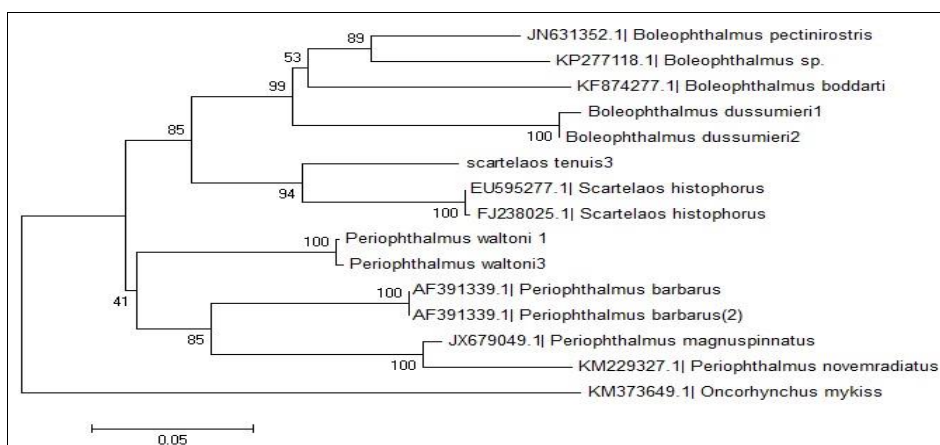 89
JN631352.1| Boleophthalmus pectinirostris
53
KP277118.1| Boleophthalmus sp.
99
KF874277.1| Boleophthalmus boddarti
85
Boleophthalmus dussumieri1
100
Boleophthalmus dussumieri2
scartelaos tenuis3
94
EU595277.1| Scartelaos histophorus
100
FJ238025.1| Scartelaos histophorus
100
Periophthalmus waltoni 1
Periophthalmus waltoni3
41
100
AF391339.1| Periophthalmus barbarus
AF391339.1| Periophthalmus barbarus(2)
85
JX679049.1| Periophthalmus magnuspinnatus
100
KM229327.1| Periophthalmus novemradiatus
KM373649.1| Oncorhynchus mykiss
0.05